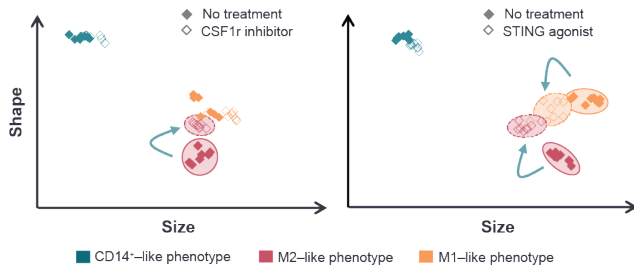 No treatment
CSF1r inhibitor
No treatment
STING agonist
Shape
Size
Size
CD14⁺–like phenotype
M2–like phenotype
M1–like phenotype